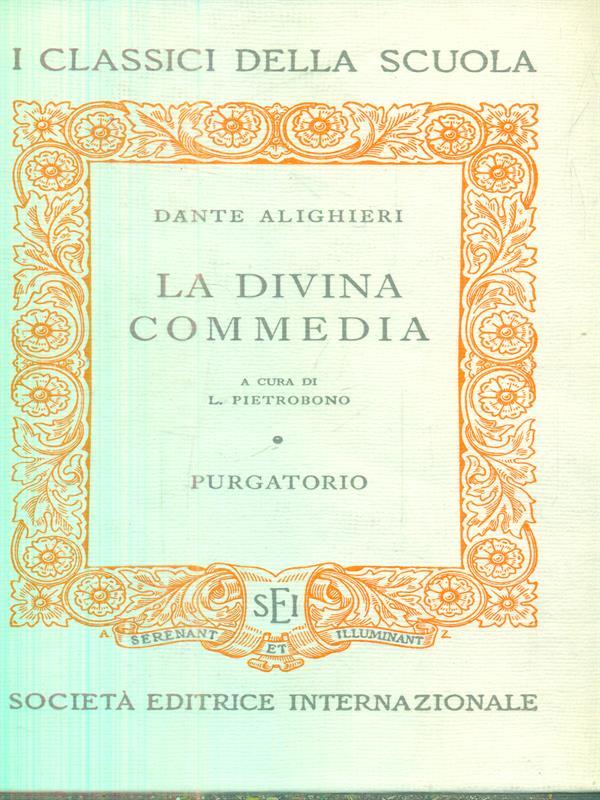 I CLASSICI DELLA SCUOLA
DANTE ALIGHIERI
LA DIVINA
COMMEDIA
A CURA DI
L. PIETROBONO
PURGATORIO
SEI
A. SERENANT ET ILLUMINANT Z.
SOCIETÀ EDITRICE INTERNAZIONALE